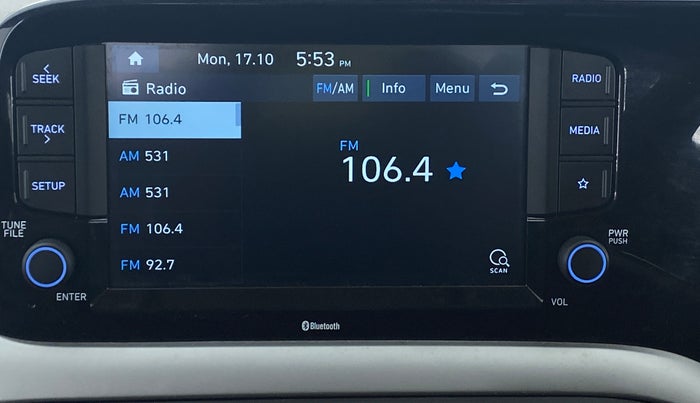 Mon, 17.10 5:53 PM
SEEK
RADIO
Radio FM/AM Info Menu
FM 106.4
TRACK
MEDIA
FM
106.4
AM 531
SETUP
AM 531
TUNE
FILE
FM 106.4
PWR
PUSH
FM 92.7
SCAN
ENTER
VOL
Bluetooth